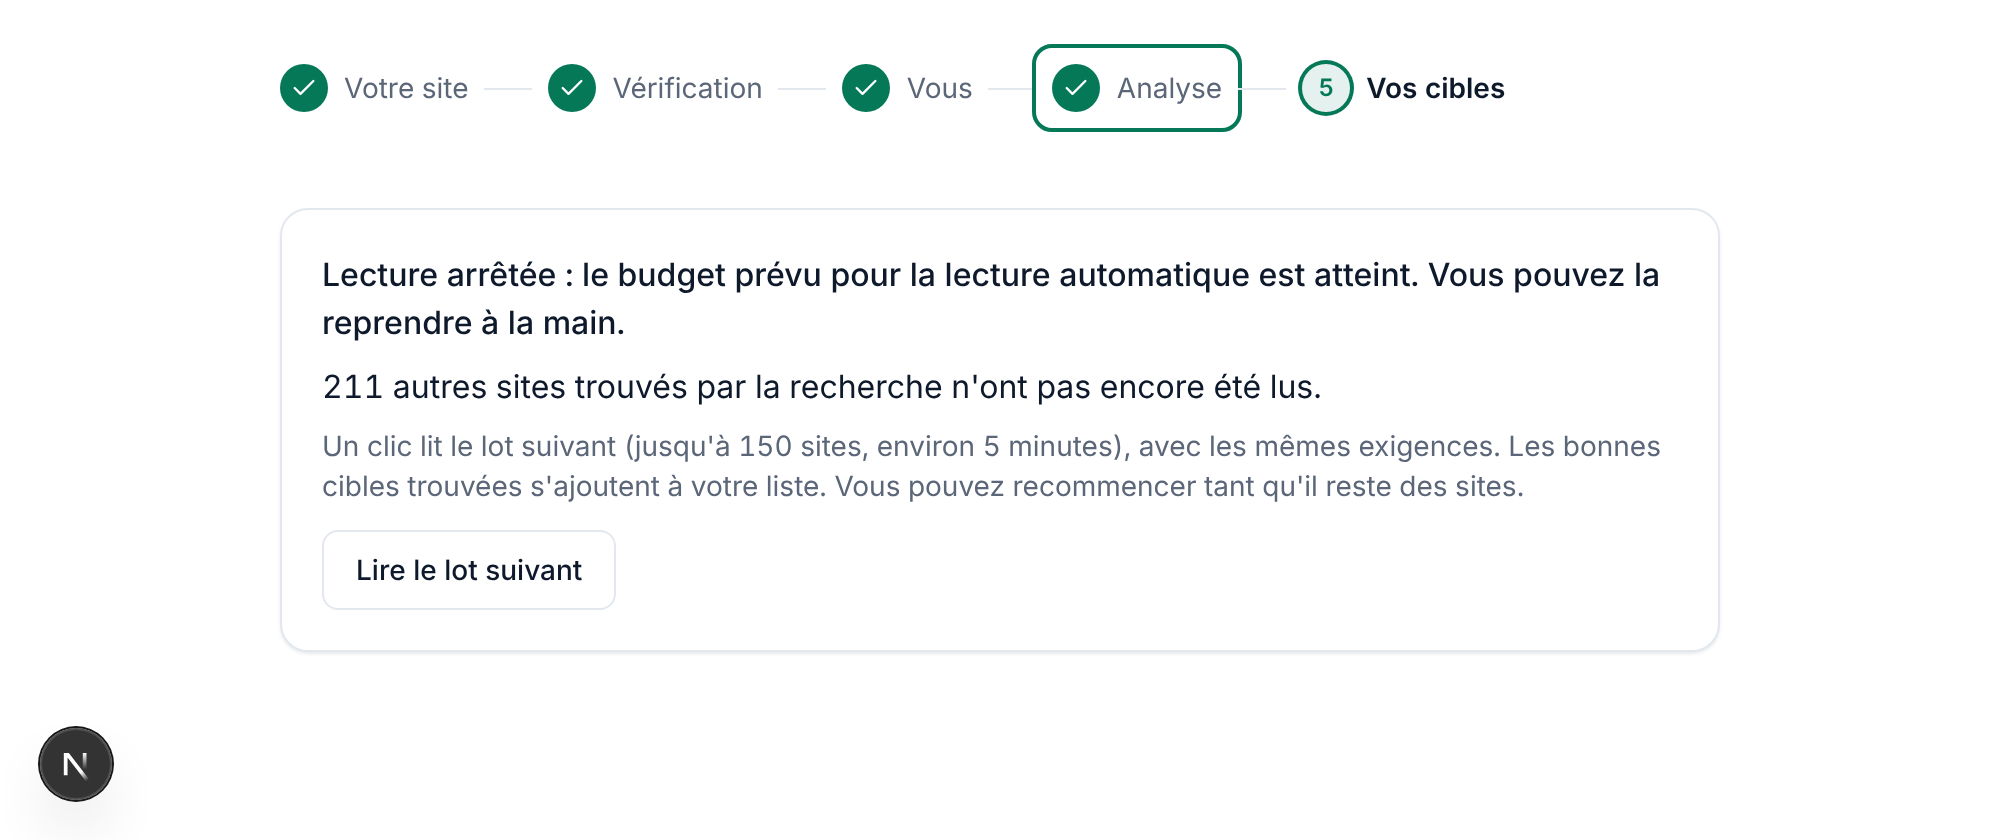 Votre site
Vérification
Vous
Analyse
5
Vos cibles
Lecture arrêtée : le budget prévu pour la lecture automatique est atteint. Vous pouvez la
reprendre à la main.
211 autres sites trouvés par la recherche n'ont pas encore été lus.
Un clic lit le lot suivant (jusqu'à 150 sites, environ 5 minutes), avec les mêmes exigences. Les bonnes
cibles trouvées s'ajoutent à votre liste. Vous pouvez recommencer tant qu'il reste des sites.
Lire le lot suivant
N